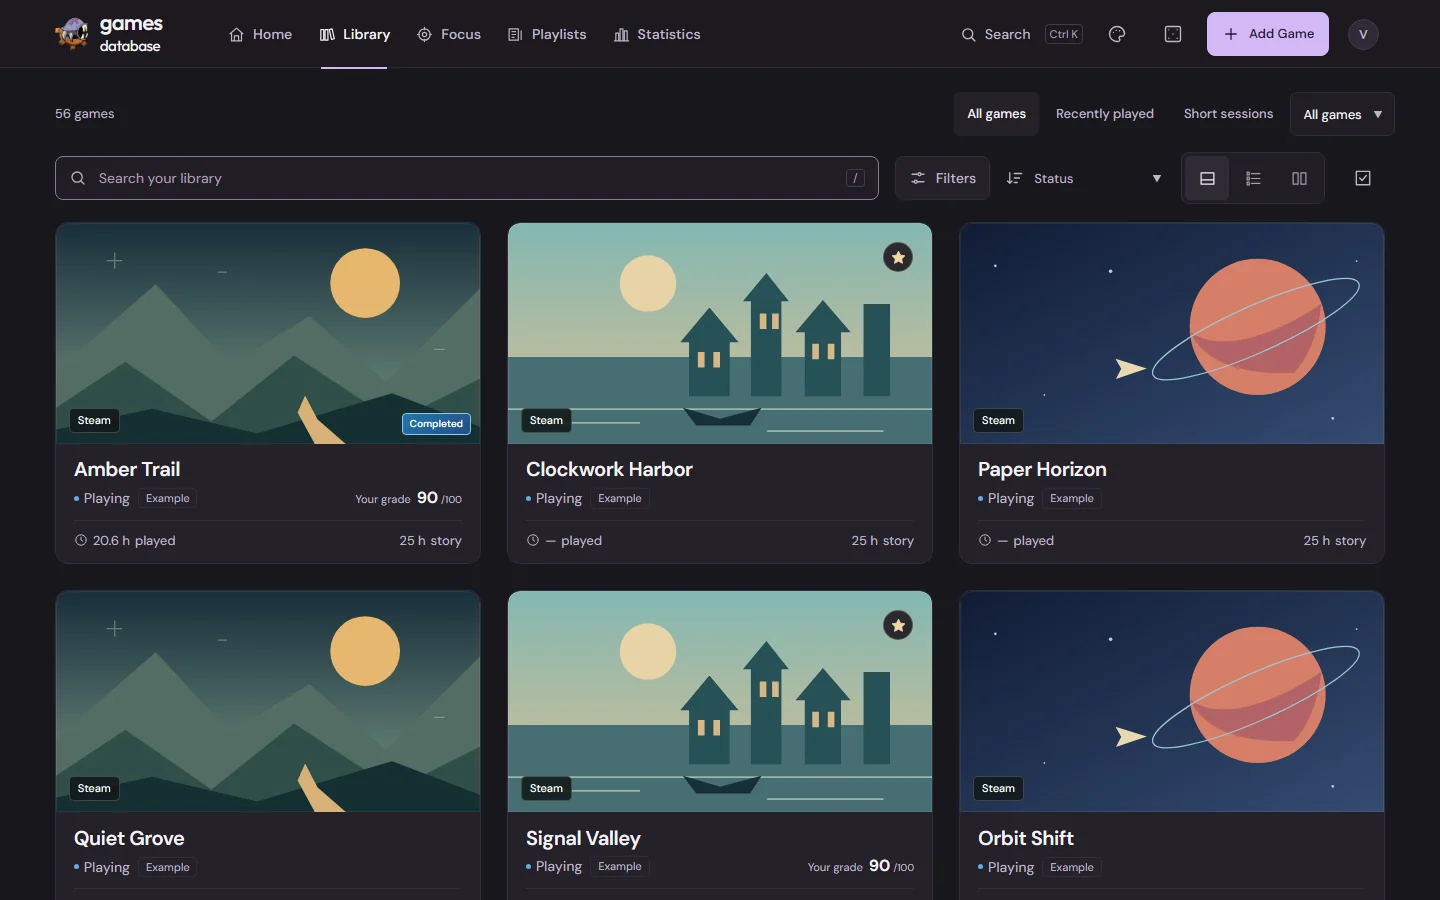 games
database
Home
Library
Focus
Playlists
Statistics
Search
Ctrl K
Add Game
V
56 games
All games
Recently played
Short sessions
All games
Search your library
/
Filters
Status
Steam
Completed
Amber Trail
Playing
Example
Your grade 90 /100
20.6 h played
25 h story
Steam
Clockwork Harbor
Playing
Example
— played
25 h story
Steam
Paper Horizon
Playing
Example
— played
25 h story
Steam
Quiet Grove
Playing
Example
Steam
Signal Valley
Playing
Example
Your grade 90 /100
Steam
Orbit Shift
Playing
Example